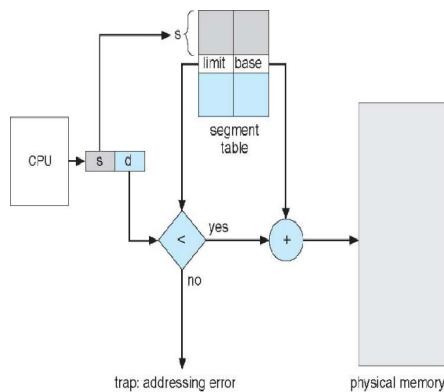 s
limit base
segment
table
CPU
s d
<
yes
+
no
trap: addressing error
physical memory